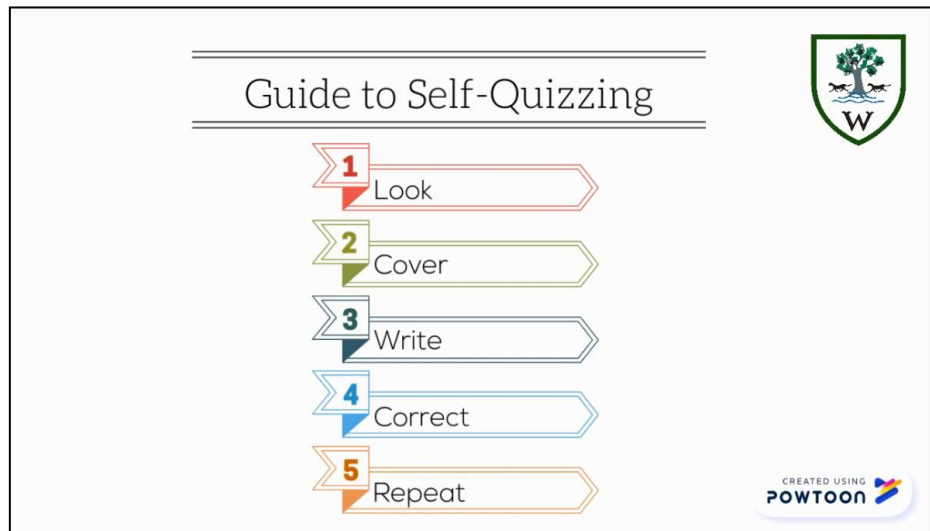 Guide to Self-Quizzing
W
1
Look
2
Cover
3
Write
4
Correct
5
Repeat
CREATED USING
POWTOON